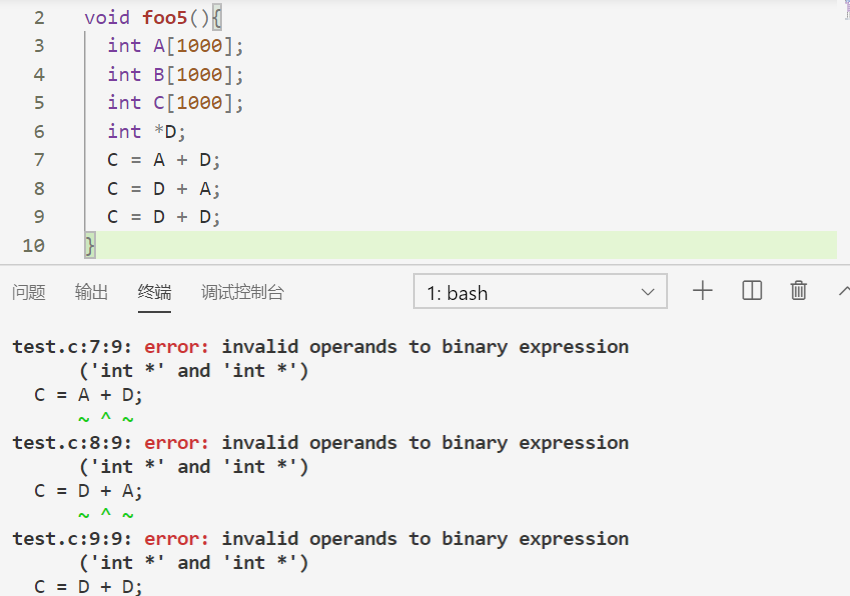 2 void foo5(){
3 int A[1000];
4 int B[1000];
5 int C[1000];
6 int *D;
7 C = A + D;
8 C = D + A;
9 C = D + D;
10 }
问题 输出 终端 调试控制台 1: bash
test.c:7:9: error: invalid operands to binary expression
('int *' and 'int *')
C = A + D;
~ ^ ~
test.c:8:9: error: invalid operands to binary expression
('int *' and 'int *')
C = D + A;
~ ^ ~
test.c:9:9: error: invalid operands to binary expression
('int *' and 'int *')
C = D + D;